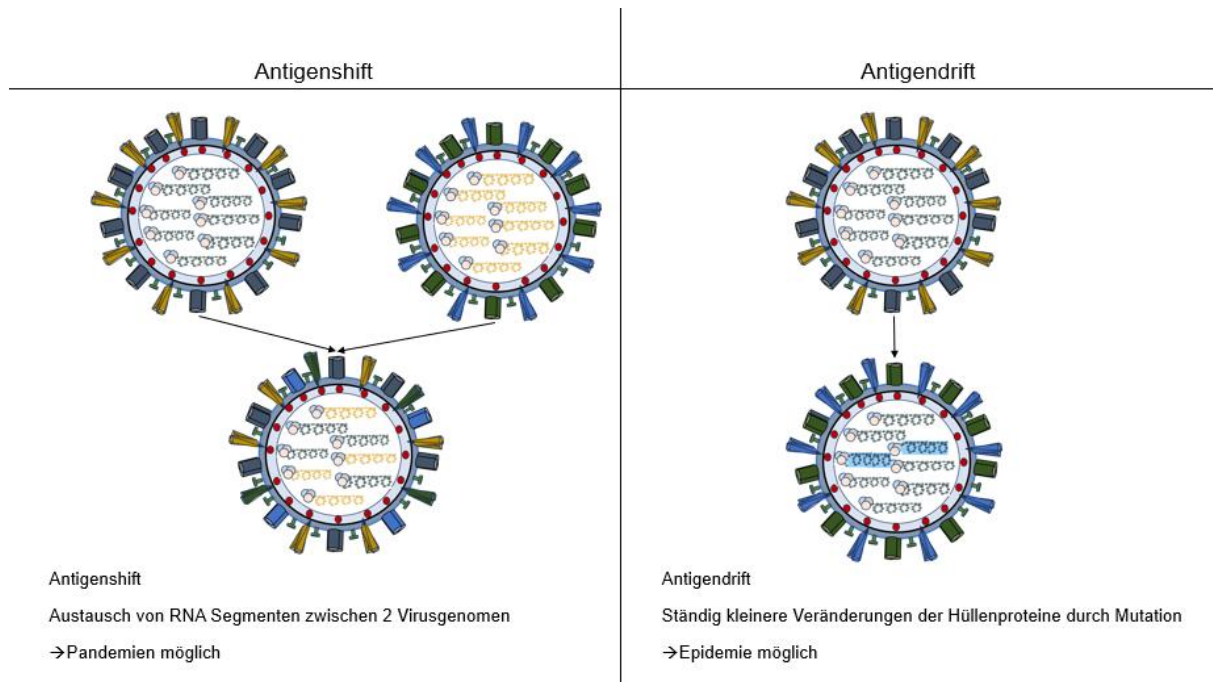 Antigenshift
Antigendrift
Antigenshift
Austausch von RNA Segmenten zwischen 2 Virusgenomen
→Pandemien möglich
Antigendrift
Ständig kleinere Veränderungen der Hüllenproteine durch Mutation
→Epidemie möglich